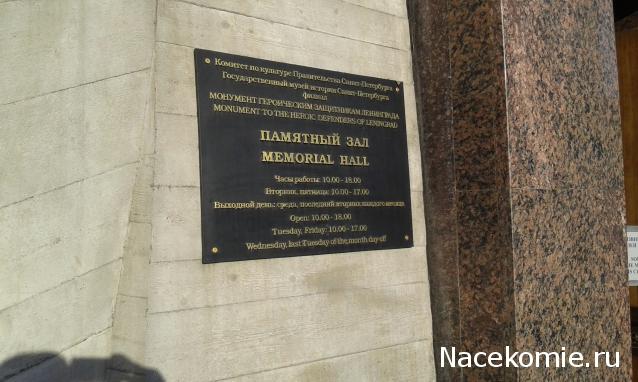 Комитет по культуре Правительства Санкт-Петербурга
Государственный музей истории Санкт-Петербурга
филиал
МОНУМЕНТ ГЕРОИЧЕСКИМ ЗАЩИТНИКАМ ЛЕНИНГРАДА
MONUMENT TO THE HEROIC DEFENDERS OF LENINGRAD
ПАМЯТНЫЙ ЗАЛ
MEMORIAL HALL
Часы работы: 10.00 - 18.00
Вторник, пятница: 10.00 - 17.00
Выходной день: среда, последний вторник каждого месяца
Open: 10.00 - 18.00
Tuesday, Friday: 10.00 - 17.00
Wednesday, last Tuesday of the month day off
Nacekomie.ru